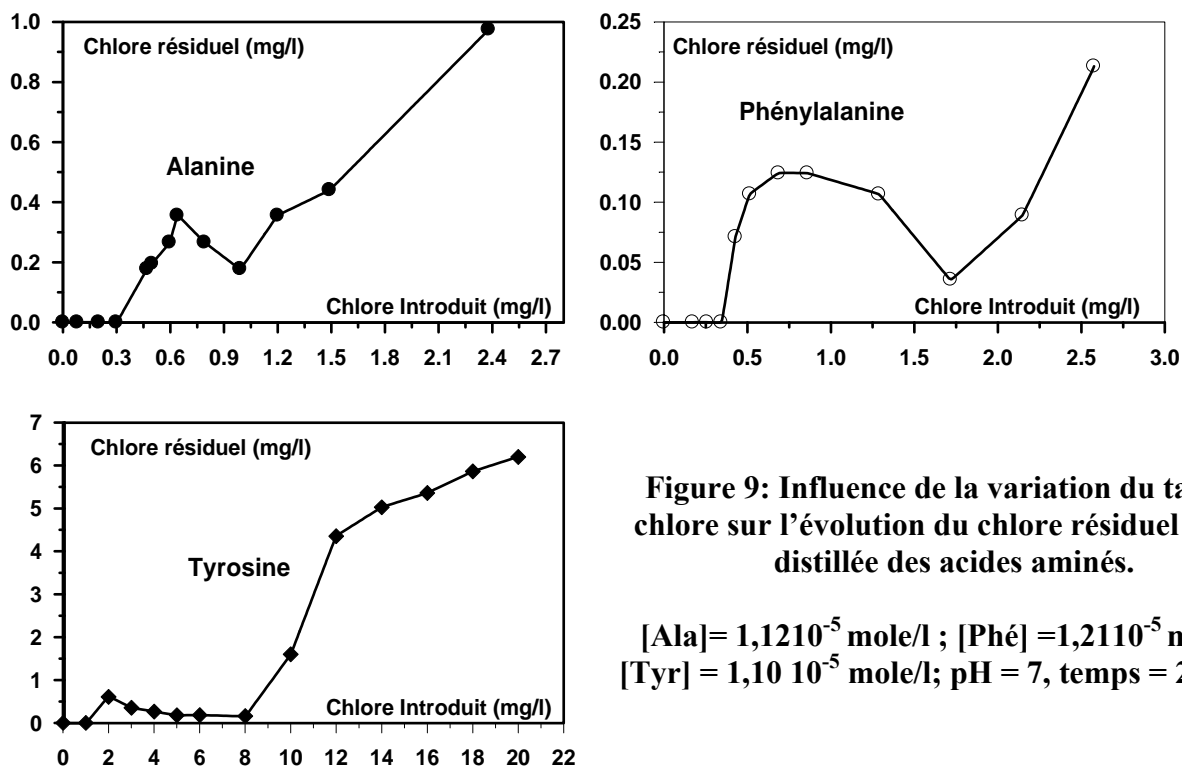 Chlore résiduel (mg/l)
1.0
0.8
0.6
0.4
0.2
0.0
Alanine
Chlore Introduit (mg/l)
0.0 0.3 0.6 0.9 1.2 1.5 1.8 2.1 2.4 2.7
Chlore résiduel (mg/l)
0.25
0.20
0.15
0.10
0.05
0.00
Phénylalanine
Chlore Introduit (mg/l)
0.0 0.5 1.0 1.5 2.0 2.5 3.0
Chlore résiduel (mg/l)
7
6
5
4
3
2
1
0
Tyrosine
Chlore Introduit (mg/l)
0 2 4 6 8 10 12 14 16 18 20 22
Figure 9: Influence de la variation du
chlore sur l’évolution du chlore résiduel
distillée des acides aminés.
[Ala]= 1,1210⁻⁵ mole/l ; [Phé] =1,2110⁻⁵
[Tyr] = 1,10 10⁻⁵ mole/l; pH = 7, temps =